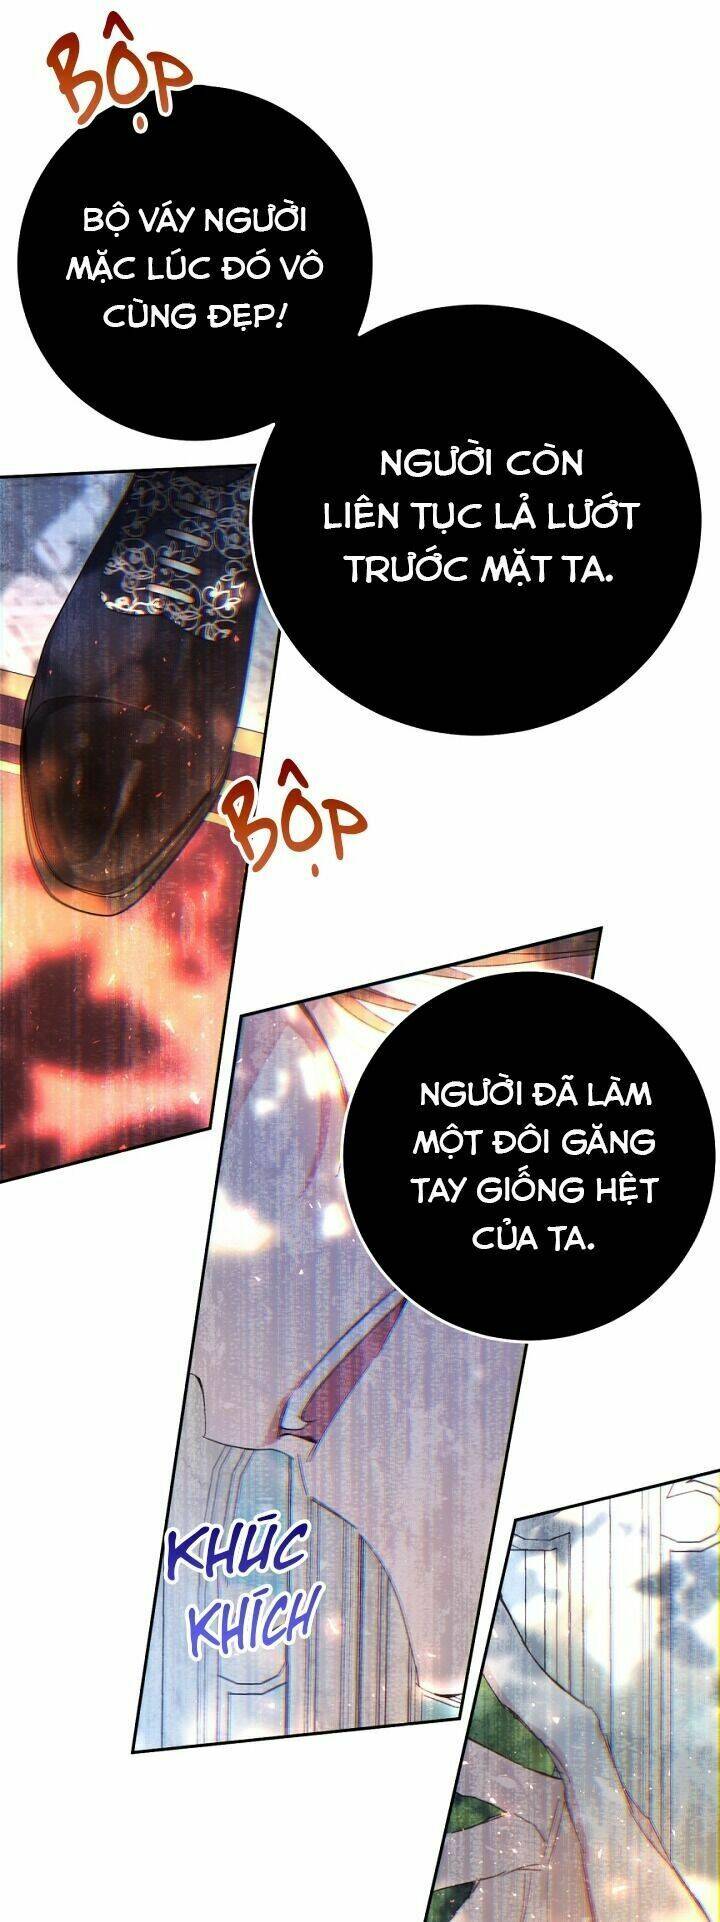 BỘP
BỘ VÁY NGƯỜI
MẶC LÚC ĐÓ VÔ
CÙNG ĐẸP!
NGƯỜI CÒN
LIÊN TỤC LẢ LƯỚT
TRƯỚC MẶT TA.
BỘP
NGƯỜI ĐÃ LÀM
MỘT ĐÔI GĂNG
TAY GIỐNG HỆT
CỦA TA.
KHÚC
KHÍCH